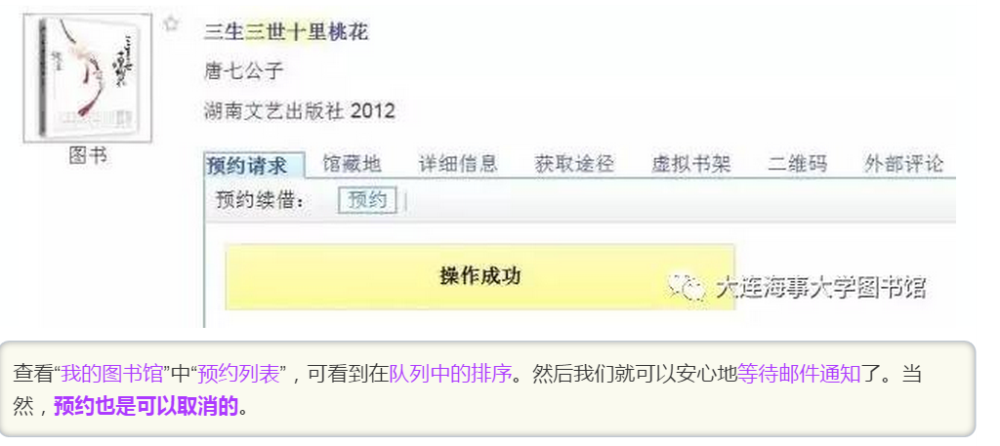 三生三世十里桃花
唐七公子
湖南文艺出版社 2012
图书
预约请求 馆藏地 详细信息 获取途径 虚拟书架 二维码 外部评论
预约续借： 预约
操作成功
大连海事大学图书馆
查看“我的图书馆”中“预约列表”，可看到在队列中的排序。然后我们就可以安心地等待邮件通知了。当
然，预约也是可以取消的。